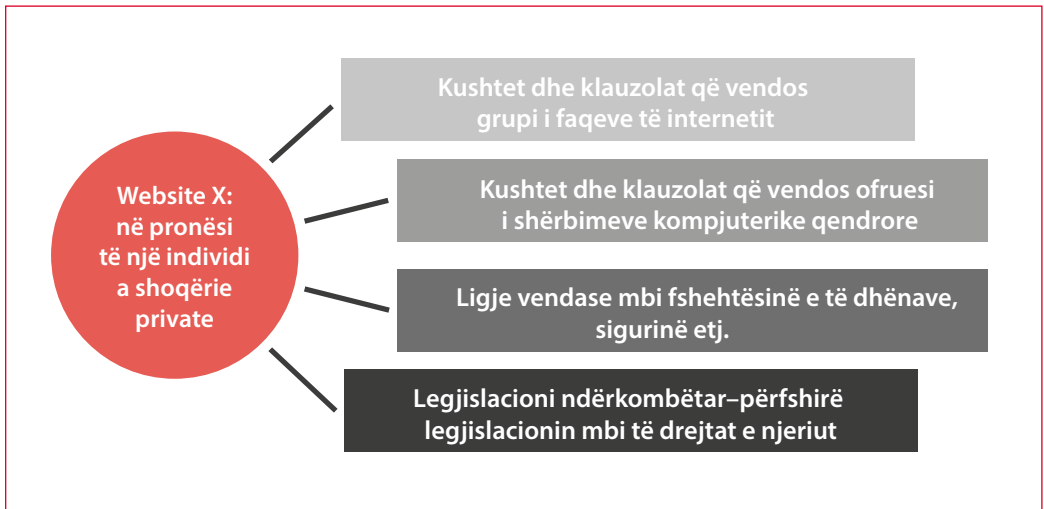 Kushtet dhe klauzolat që vendos
grupi i faqeve të internetit
Website X:
në pronësi
të një individi
a shoqërie
private
Kushtet dhe klauzolat që vendos ofruesi
i shërbimeve kompjuterike qendrore
Ligje vendase mbi fshehtësinë e të dhënave,
sigurinë etj.
Legjislacioni ndërkombëtar–përfshirë
legjislacionin mbi të drejtat e njeriut